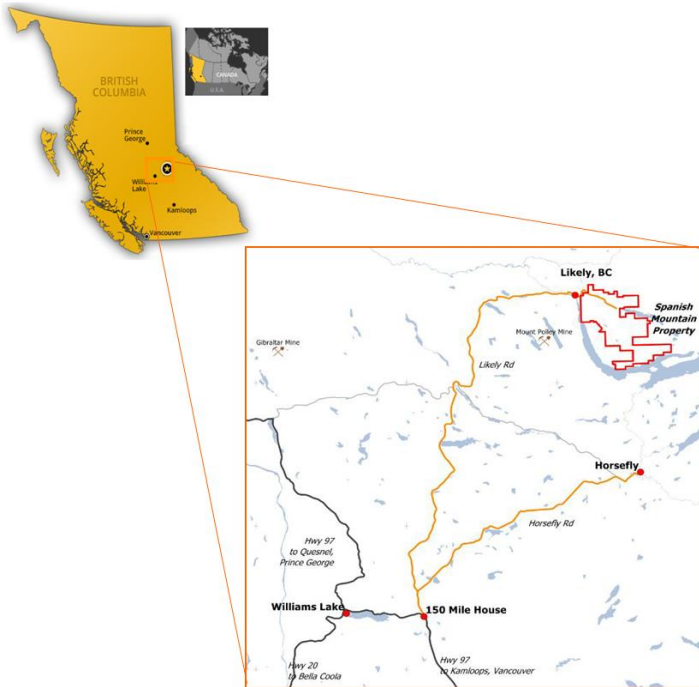 BRITISH
COLUMBIA
CANADA
U.S.A.
Prince
George
Williams
Lake
Kamloops
Vancouver
Likely, BC
Spanish
Mountain
Property
Mount Polley Mine
Gibraltar Mine
Likely Rd
Horsefly
Horsefly Rd
Hwy 97
to Quesnel,
Prince George
Williams Lake
150 Mile House
Hwy 20
to Bella Coola
Hwy 97
to Kamloops, Vancouver